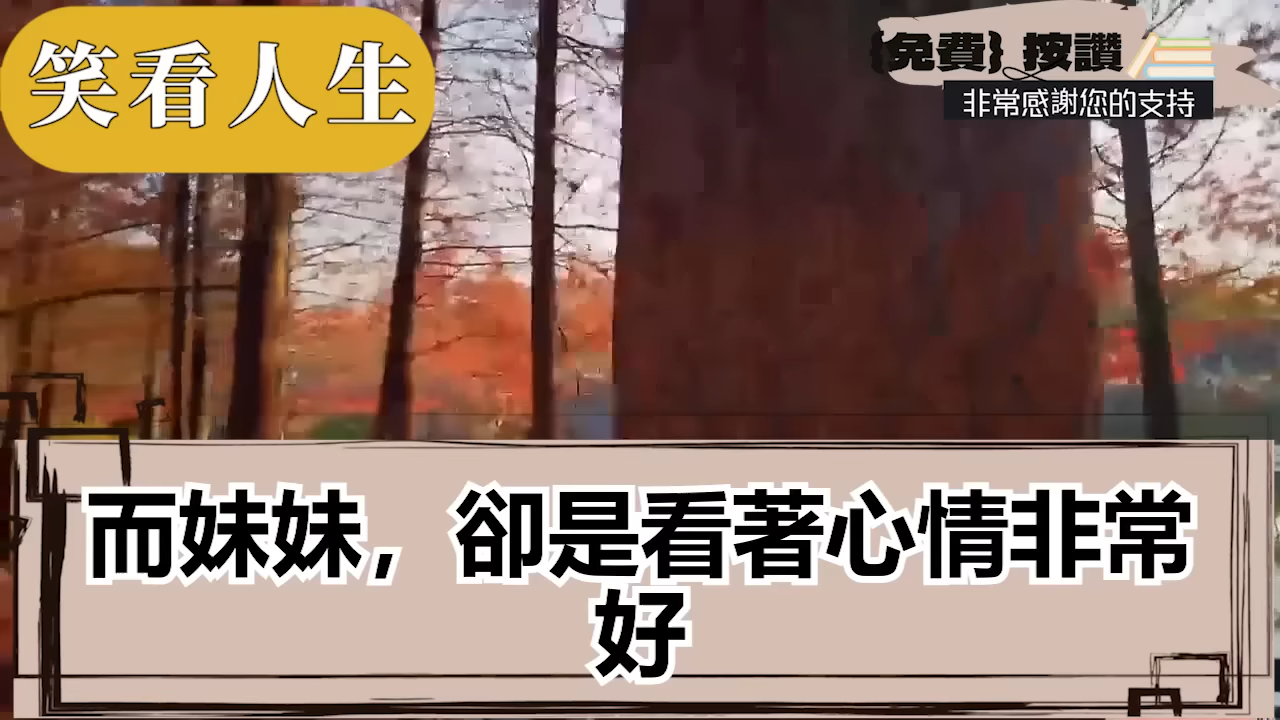 笑看人生
{免費} 按讚
非常感謝您的支持
而妹妹，卻是看著心情非常
好